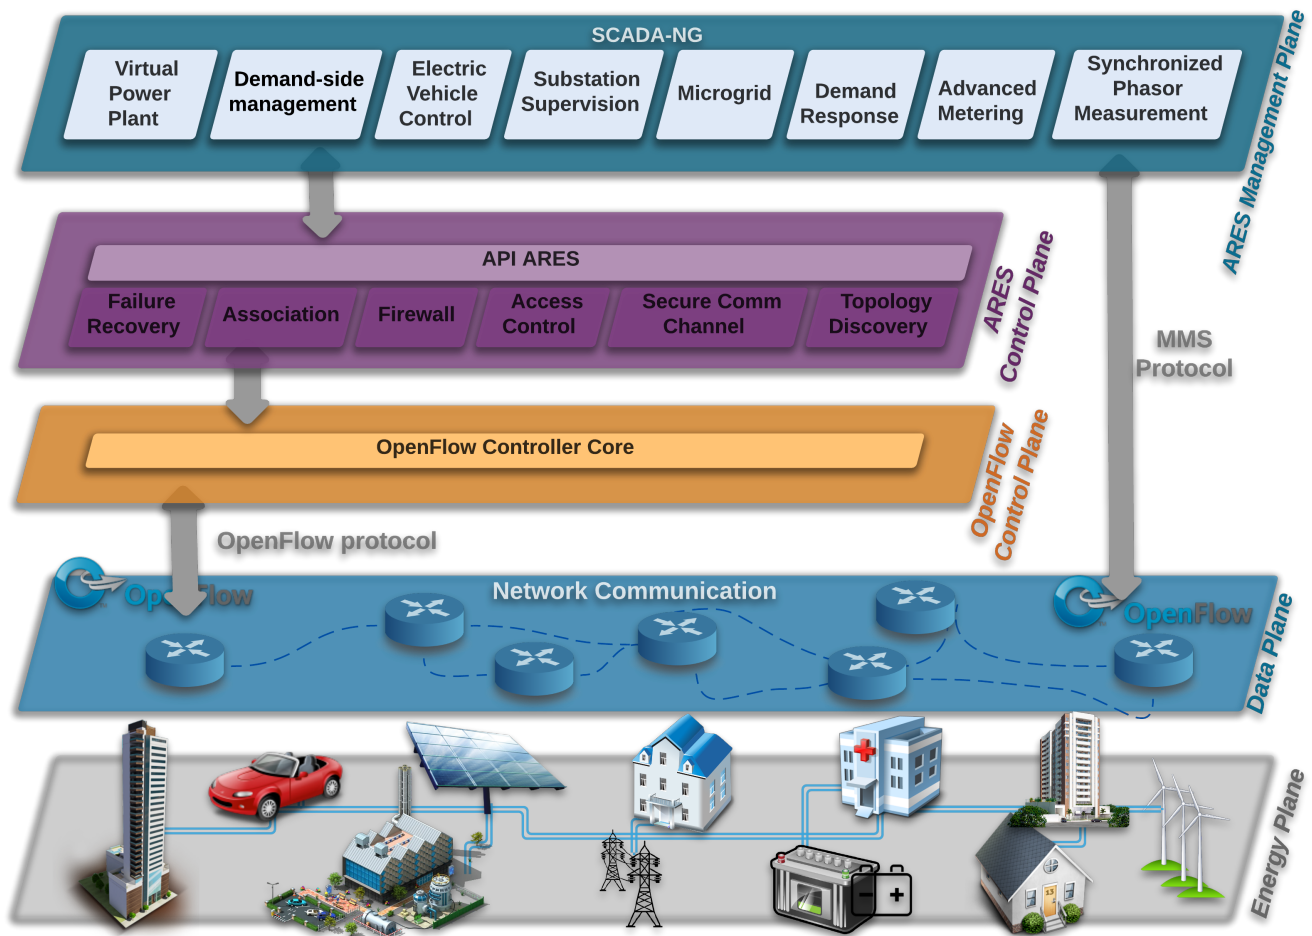 SCADA-NG
Virtual
Power
Plant
Demand-side
management
Electric
Vehicle
Control
Substation
Supervision
Microgrid
Demand
Response
Advanced
Metering
Synchronized
Phasor
Measurement
ARES Management Plane
API ARES
Failure
Recovery
Association
Firewall
Access
Control
Secure Comm
Channel
Topology
Discovery
ARES
Control Plane
MMS
Protocol
OpenFlow Controller Core
OpenFlow
Control Plane
OpenFlow protocol
OpenFlow
Network Communication
OpenFlow
Data Plane
Energy Plane